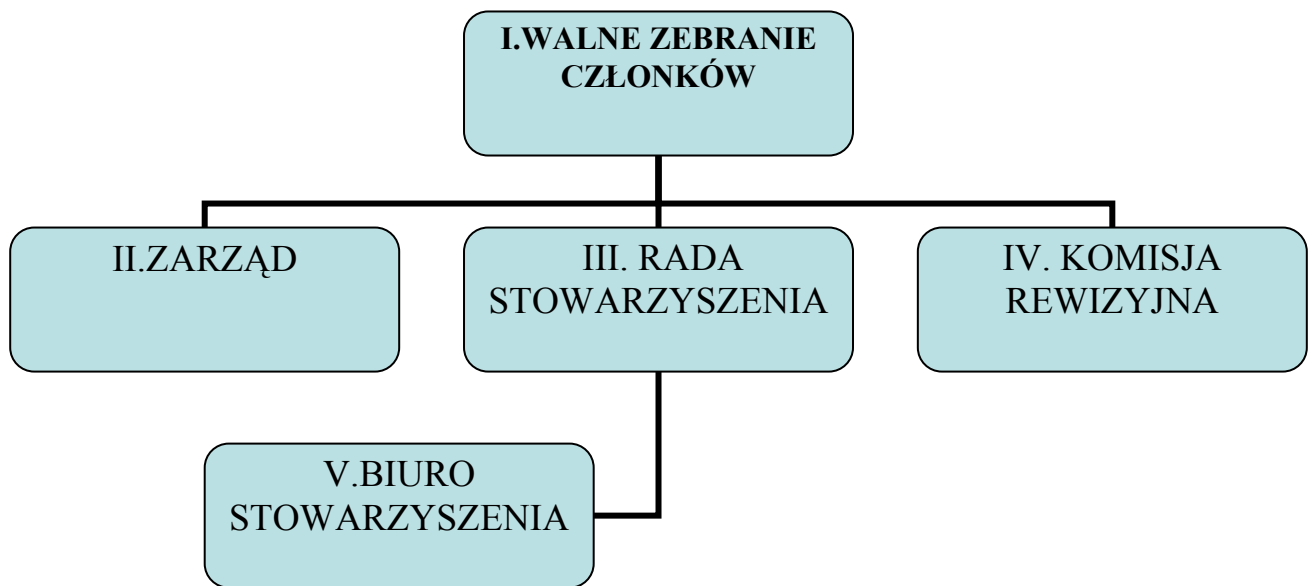 I.WALNE ZEBRANIE
CZŁONKÓW
II.ZARZĄD
III. RADA
STOWARZYSZENIA
IV. KOMISJA
REWIZYJNA
V.BIURO
STOWARZYSZENIA